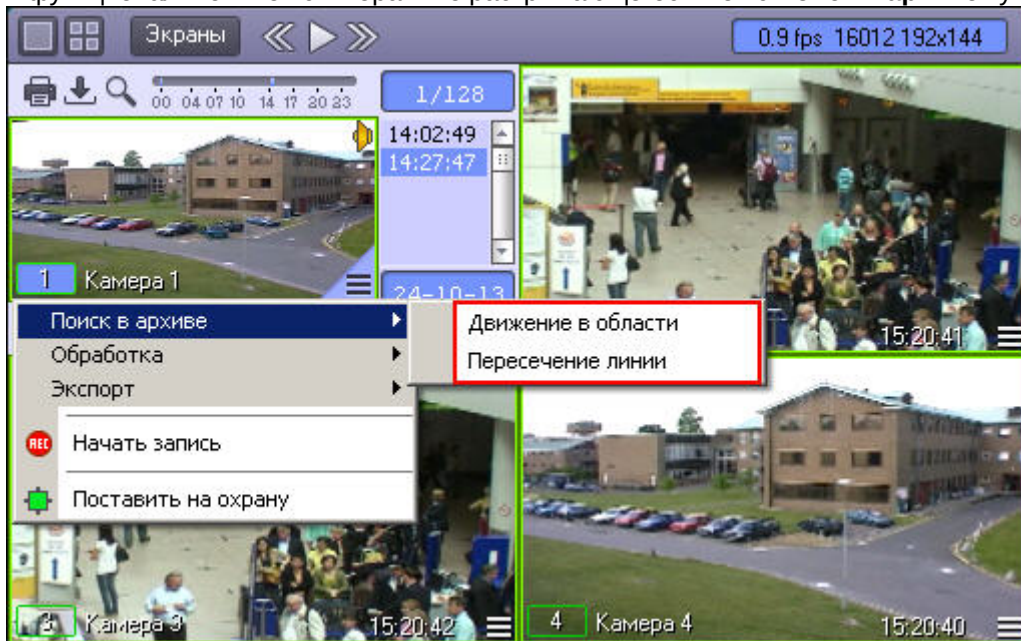 Экраны
0.9 fps 16012 192x144
00 04 07 10 14 17 20 23
1/128
14:02:49
14:27:47
1 Камера 1
24-10-13
Поиск в архиве
Обработка
Экспорт
REC Начать запись
Поставить на охрану
Движение в области
Пересечение линии
15:20:41
3 Камера 3
15:20:42
4 Камера 4
15:20:40